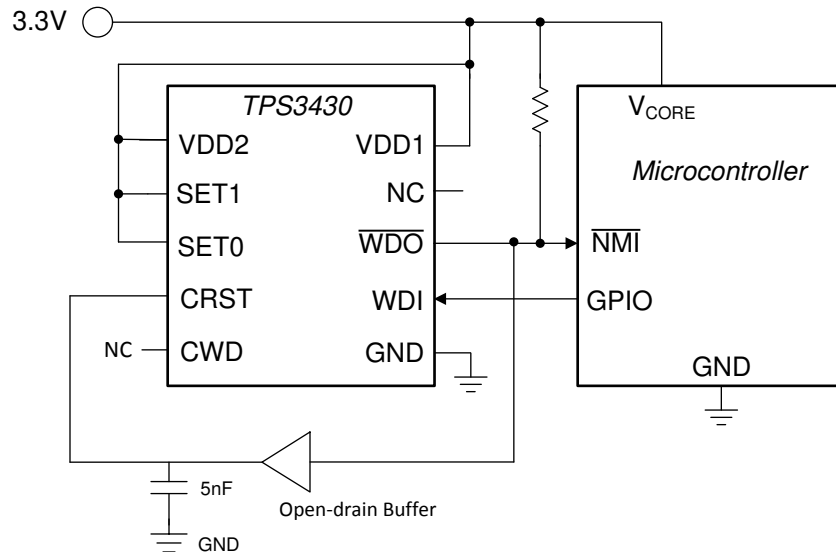 3.3V
TPS3430
VDD2
VDD1
SET1
NC
SET0
WDO
CRST
WDI
NC
CWD
GND
VCORE
Microcontroller
NMI
GPIO
GND
5nF
Open-drain Buffer
GND